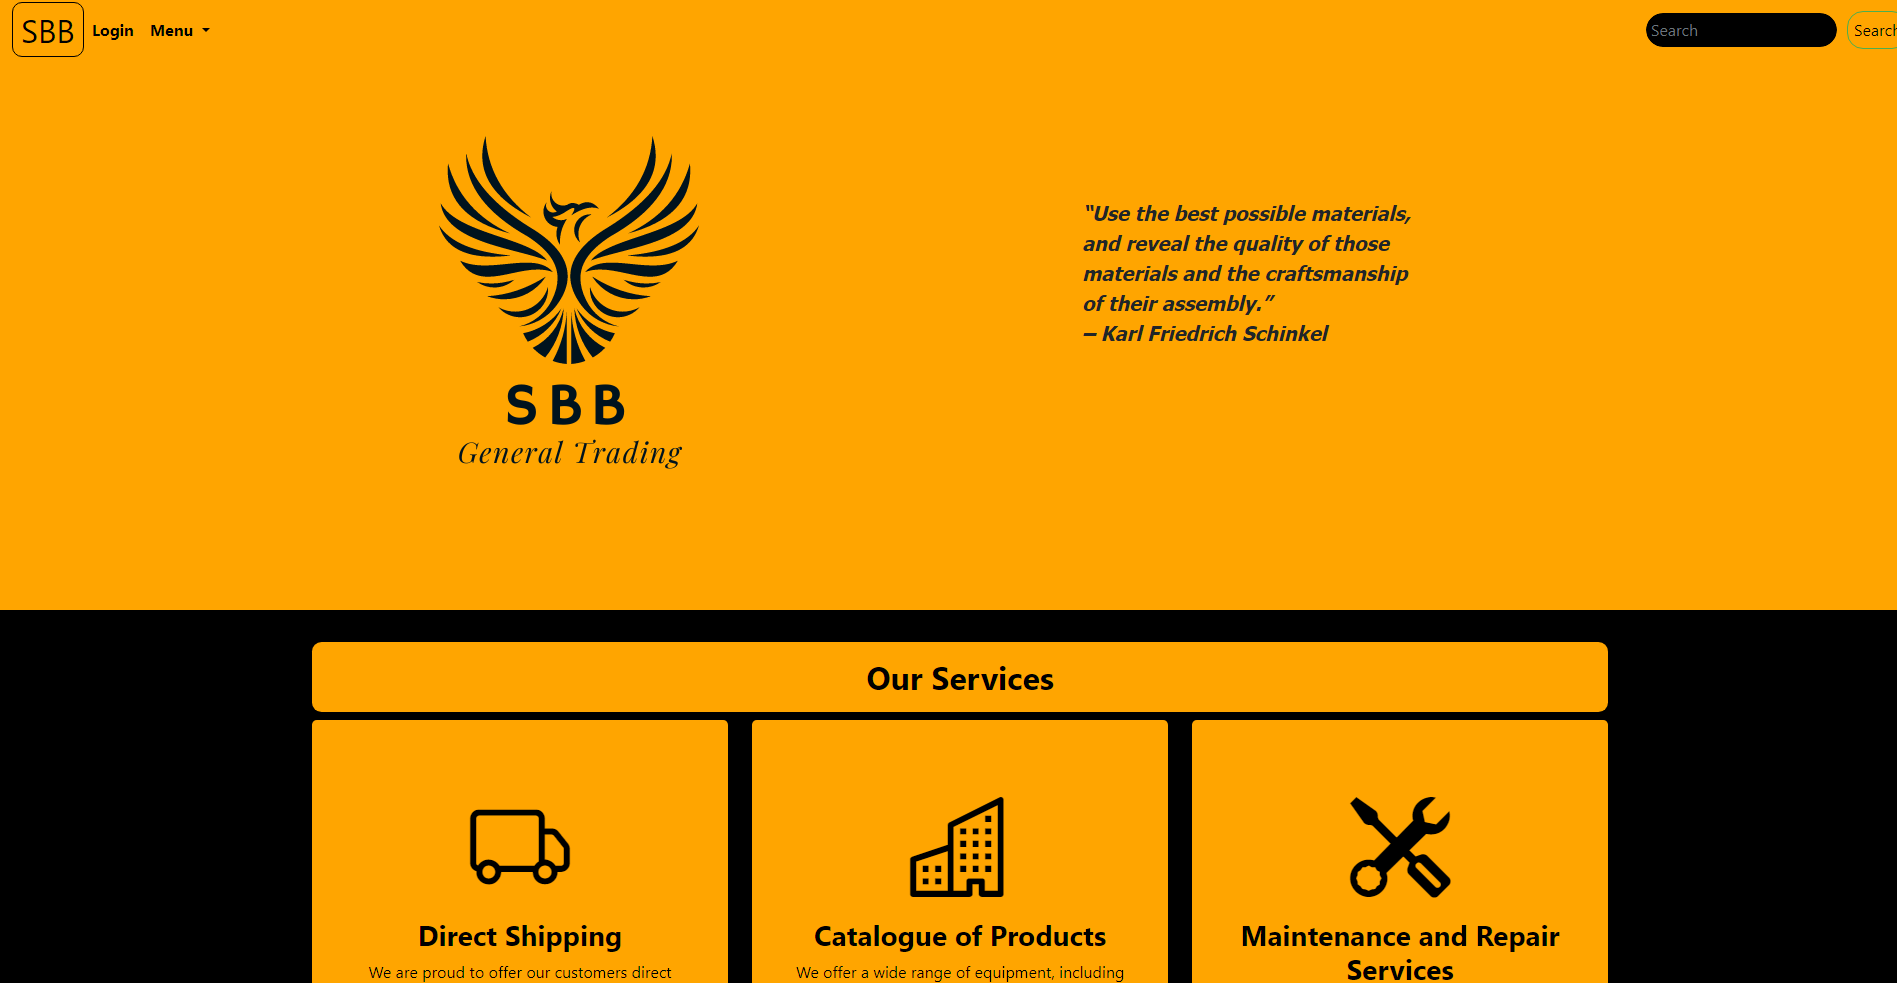 SBB Login Menu Search Search
“Use the best possible materials,
and reveal the quality of those
materials and the craftsmanship
of their assembly.”
– Karl Friedrich Schinkel
SBB
General Trading
Our Services
Direct Shipping
We are proud to offer our customers direct
Catalogue of Products
We offer a wide range of equipment, including
Maintenance and Repair
Services